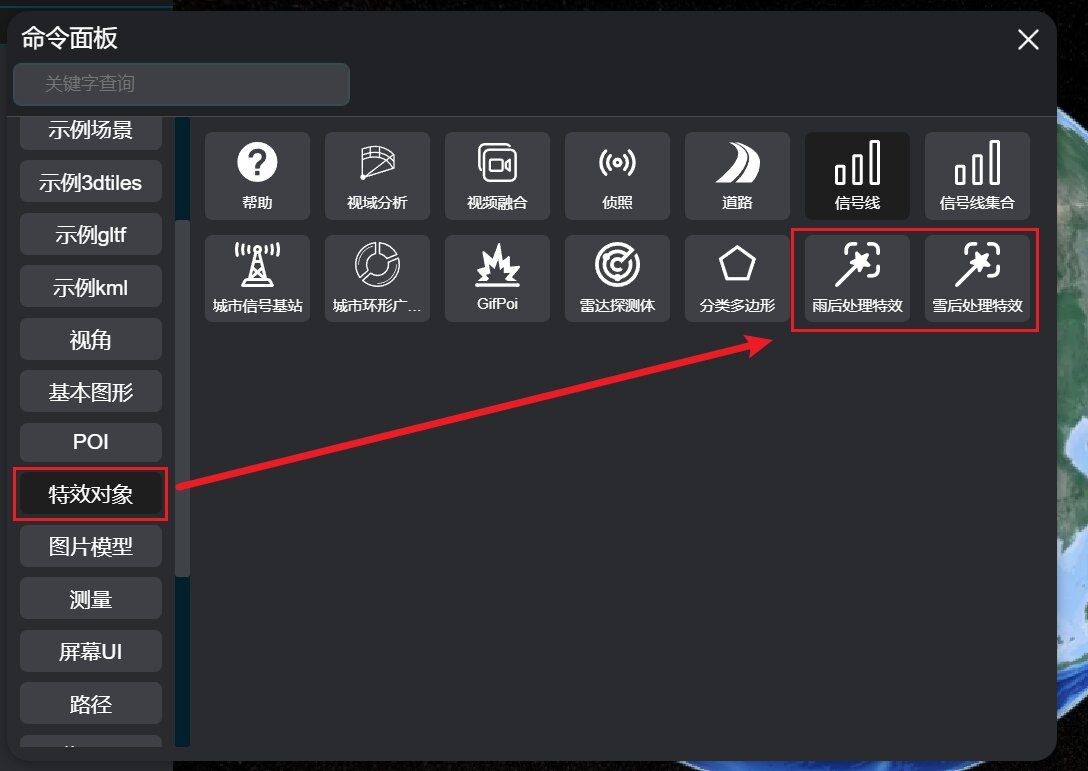 命令面板
关键字查询
示例场景
示例3dtiles
示例gltf
示例kml
视角
基本图形
POI
特效对象
图片模型
测量
屏幕UI
路径
帮助
视域分析
视频融合
侦照
道路
信号线
信号线集合
城市信号基站
城市环形广...
GifPoi
雷达探测体
分类多边形
雨后处理特效
雪后处理特效